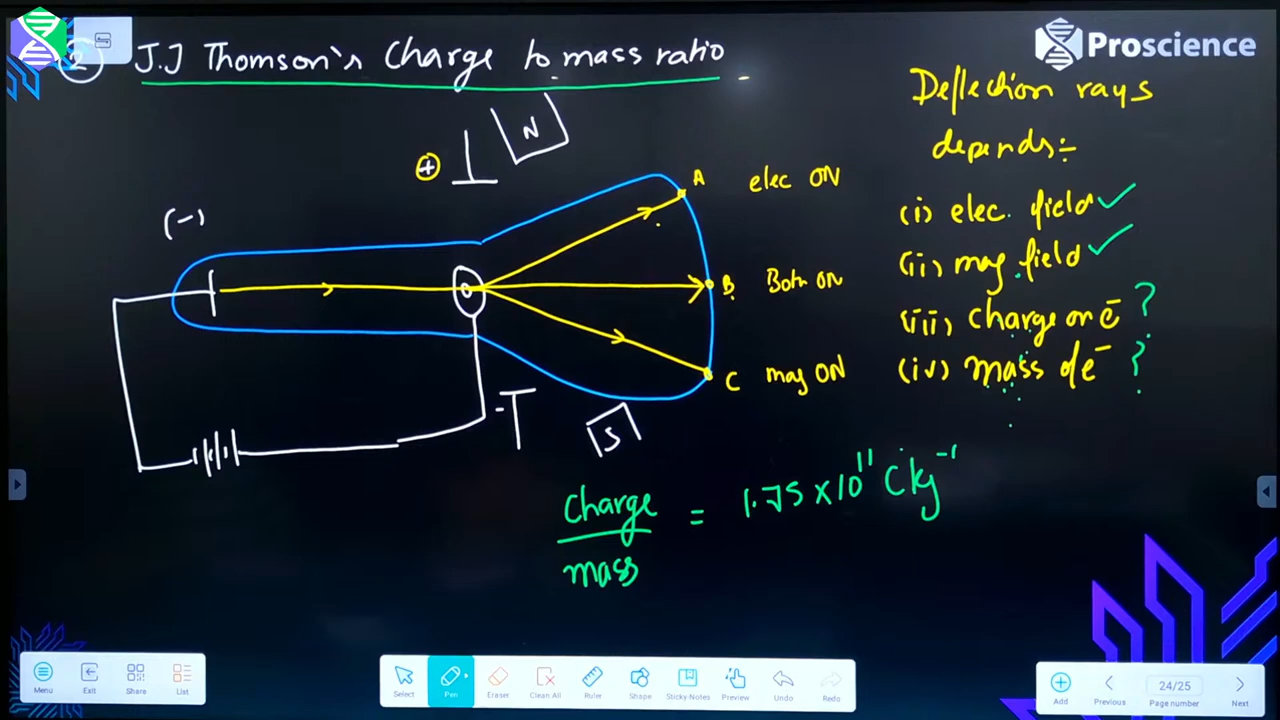 2 J.J Thomson's Charge to mass ratio
Proscience
Deflection rays
depends:-
(i) elec. field ✓
(ii) mag. field ✓
(iii) charge on e⁻ ?
(iv) mass of e⁻ ?
N
(+)
(-)
A elec ON
B Both ON
C mag ON
-
S
Charge
mass
= 1.75 × 10¹¹ C kg⁻¹
Menu
Exit
Share
List
Select
Pen
Eraser
Clean All
Ruler
Shape
Sticky Notes
Preview
Undo
Redo
Add
Previous
24/25
Page number
Next